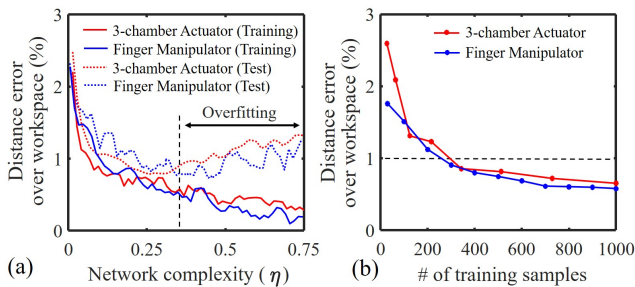 3
3-chamber Actuator (Training)
Finger Manipulator (Training)
3-chamber Actuator (Test)
Finger Manipulator (Test)
Overfitting
2
1
0
0
0.25
0.50
0.75
Distance error
over workspace (%)
Network complexity (η)
(a)
3
3-chamber Actuator
Finger Manipulator
2
1
0
0
200
400
600
800
1000
Distance error
over workspace (%)
# of training samples
(b)